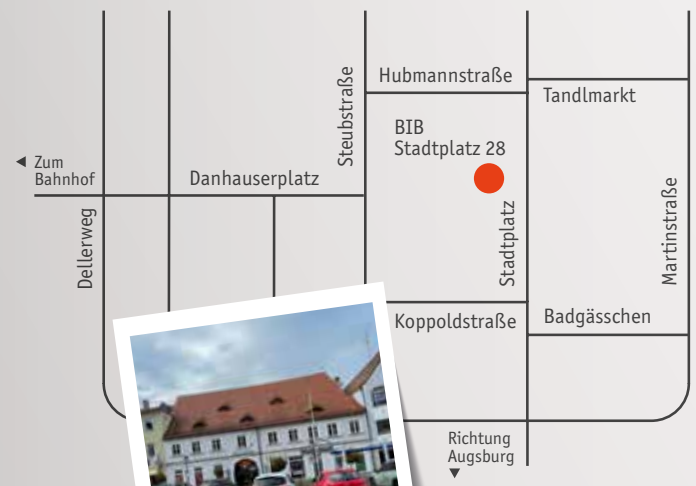 Hubmannstraße
Tandlmarkt
Steubstraße
BIB
Stadtplatz 28
Zum
Bahnhof
Danhauserplatz
Dellerweg
Stadtplatz
Martinstraße
Koppoldstraße
Badgässchen
Richtung
Augsburg